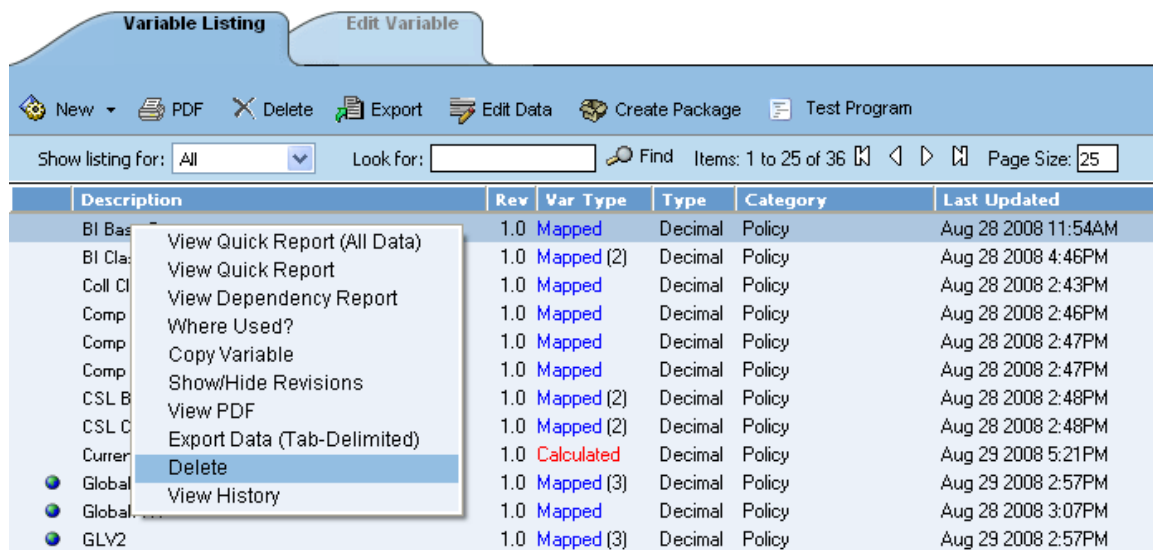 Variable Listing Edit Variable
New PDF Delete Export Edit Data Create Package Test Program
Show listing for: All Look for: Find Items: 1 to 25 of 36 Page Size: 25
Description Rev Var Type Type Category Last Updated
BI 1.0 Mapped Decimal Policy Aug 28 2008 11:54AM
BI 1.0 Mapped (2) Decimal Policy Aug 28 2008 4:46PM
Coll 1.0 Mapped Decimal Policy Aug 28 2008 2:43PM
Comp 1.0 Mapped Decimal Policy Aug 28 2008 2:46PM
Comp 1.0 Mapped Decimal Policy Aug 28 2008 2:47PM
Comp 1.0 Mapped Decimal Policy Aug 28 2008 2:47PM
CSL 1.0 Mapped (2) Decimal Policy Aug 28 2008 2:48PM
CSL 1.0 Mapped (2) Decimal Policy Aug 28 2008 2:48PM
1.0 Calculated Decimal Policy Aug 29 2008 5:21PM
Global 1.0 Mapped (3) Decimal Policy Aug 29 2008 2:57PM
Global 1.0 Mapped Decimal Policy Aug 28 2008 3:07PM
GLV2 1.0 Mapped (3) Decimal Policy Aug 29 2008 2:57PM
View Quick Report (All Data)
View Quick Report
View Dependency Report
Where Used?
Copy Variable
Show/Hide Revisions
View PDF
Export Data (Tab-Delimited)
Delete
View History